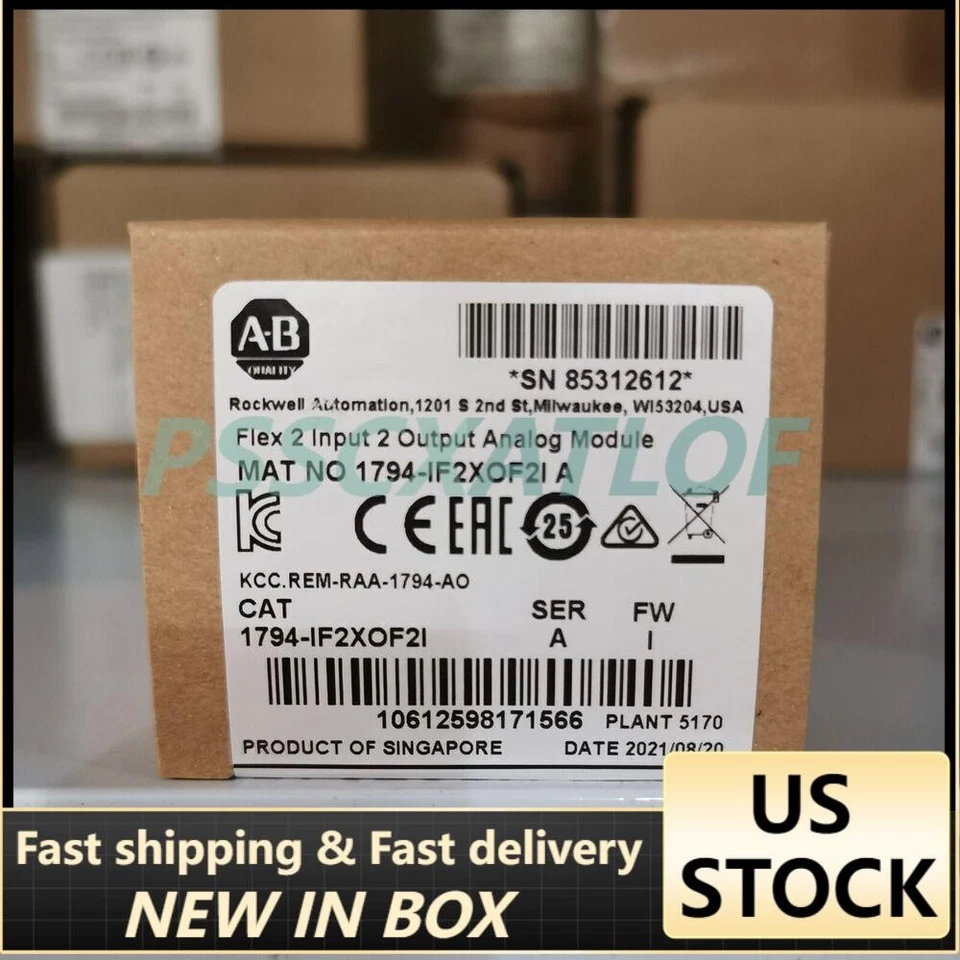 A·B
QUALITY
*SN 85312612*
Rockwell Automation,1201 S 2nd St,Milwaukee, WI53204,USA
Flex 2 Input 2 Output Analog Module
MAT NO 1794-IF2XOF2I A
PSSCXATLOF
CE EAC 25
KCC.REM-RAA-1794-AO
CAT SER FW
1794-IF2XOF2I A I
10612598171566 PLANT 5170
PRODUCT OF SINGAPORE DATE 2021/08/20
US
STOCK
Fast shipping & Fast delivery
NEW IN BOX